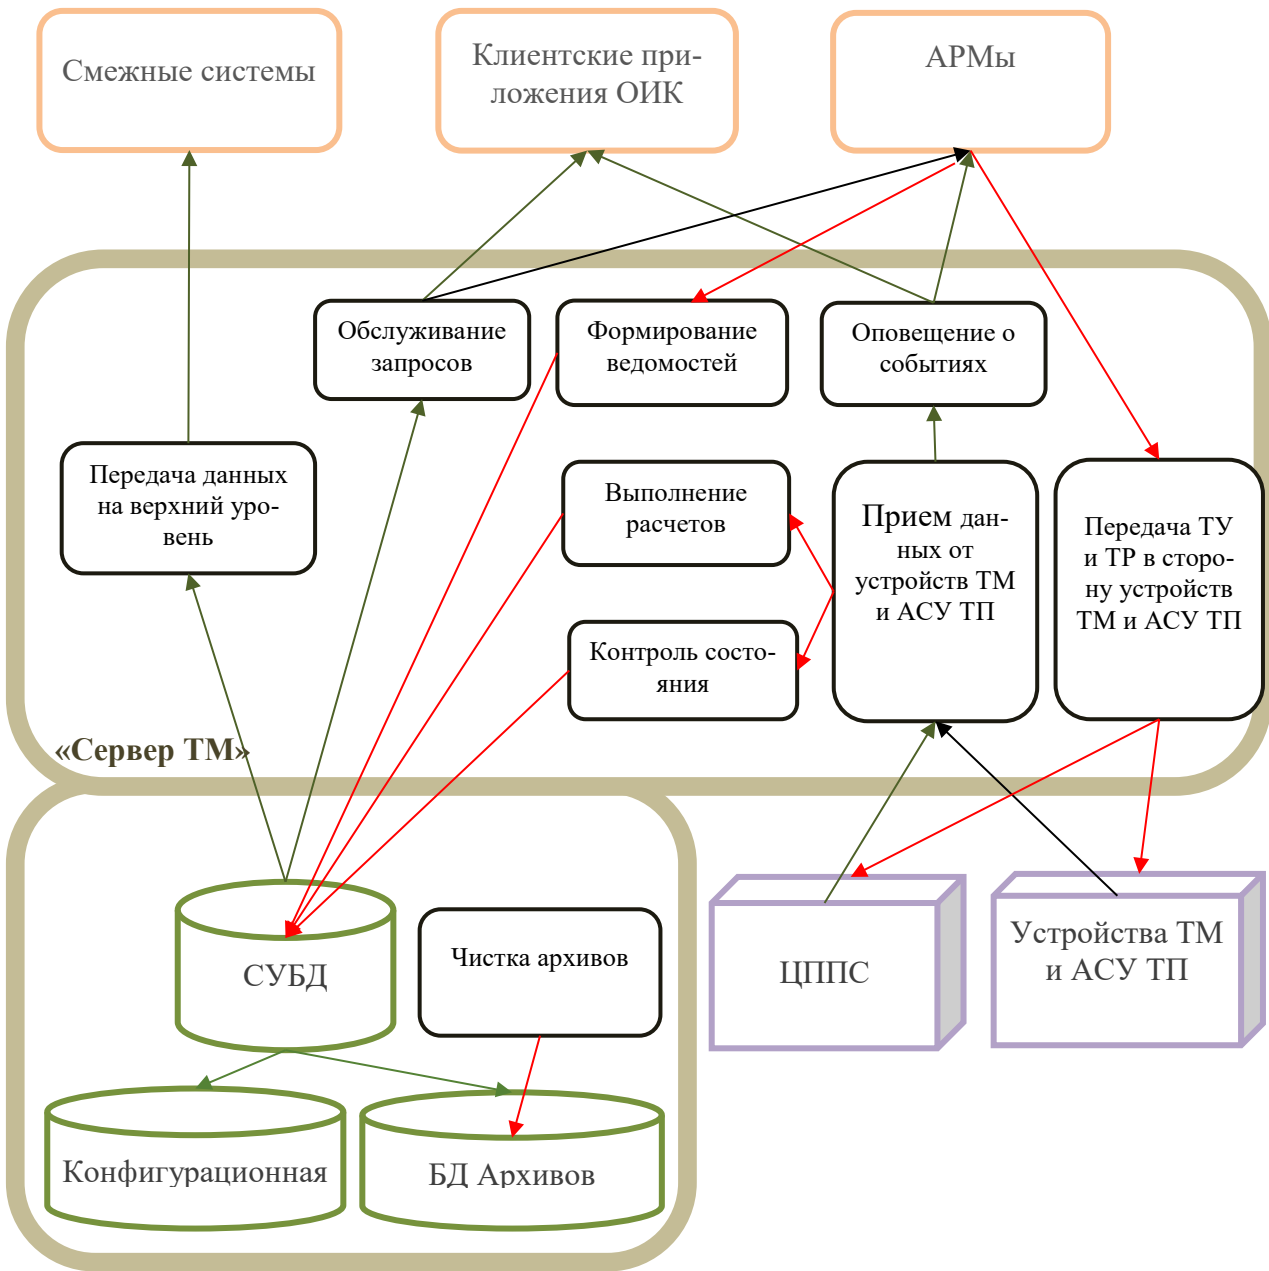 Смежные системы
Клиентские при-
ложения ОИК
АРМы
Обслуживание
запросов
Формирование
ведомостей
Оповещение о
событиях
Передача данных
на верхний уро-
вень
Выполнение
расчетов
Прием дан-
ных от
устройств ТМ
и АСУ ТП
Передача ТУ
и ТР в сторо-
ну устройств
ТМ и АСУ ТП
Контроль состо-
яния
«Сервер ТМ»
СУБД
Чистка архивов
ЦППС
Устройства ТМ
и АСУ ТП
Конфигурационная
БД Архивов